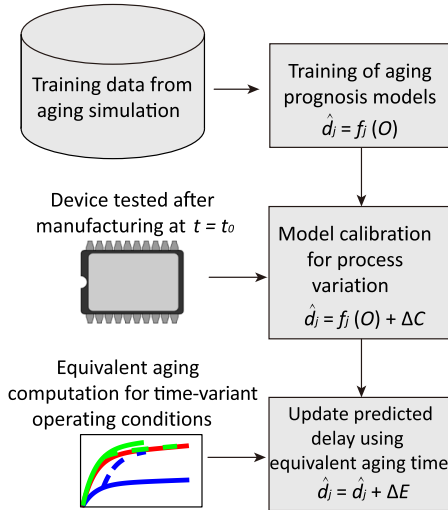 Training data from
aging simulation
Training of aging
prognosis models
d̂ⱼ = fⱼ (O)
Device tested after
manufacturing at t = t₀
Model calibration
for process
variation
d̂ⱼ = fⱼ (O) + ΔC
Equivalent aging
computation for time-variant
operating conditions
Update predicted
delay using
equivalent aging time
d̂ⱼ = d̂ⱼ + ΔE